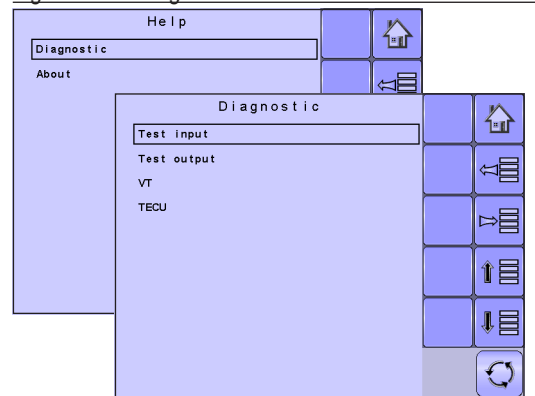 Help
Diagnostic
About
Diagnostic
Test input
Test output
VT
TECU